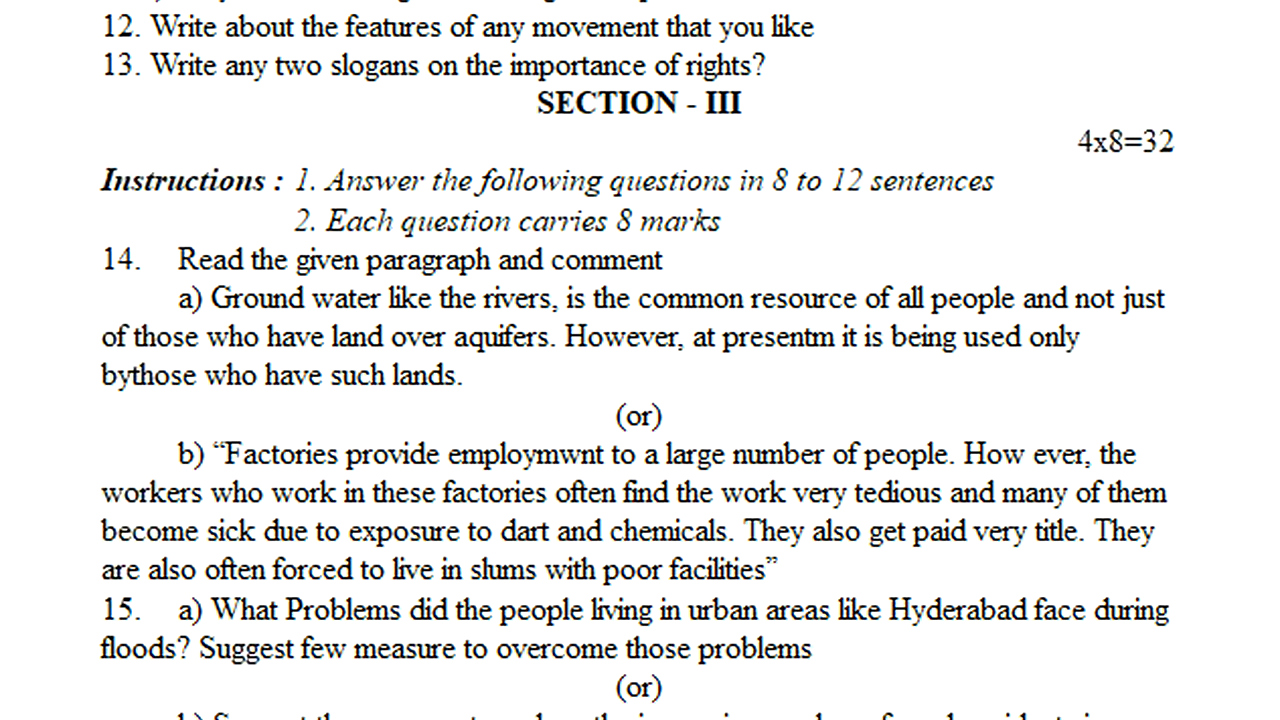 12. Write about the features of any movement that you like
13. Write any two slogans on the importance of rights?
SECTION - III
4x8=32
Instructions : 1. Answer the following questions in 8 to 12 sentences
2. Each question carries 8 marks
14. Read the given paragraph and comment
a) Ground water like the rivers, is the common resource of all people and not just
of those who have land over aquifers. However, at presentm it is being used only
bythose who have such lands.
(or)
b) “Factories provide employmwnt to a large number of people. How ever, the
workers who work in these factories often find the work very tedious and many of them
become sick due to exposure to dart and chemicals. They also get paid very title. They
are also often forced to live in slums with poor facilities”
15. a) What Problems did the people living in urban areas like Hyderabad face during
floods? Suggest few measure to overcome those problems
(or)